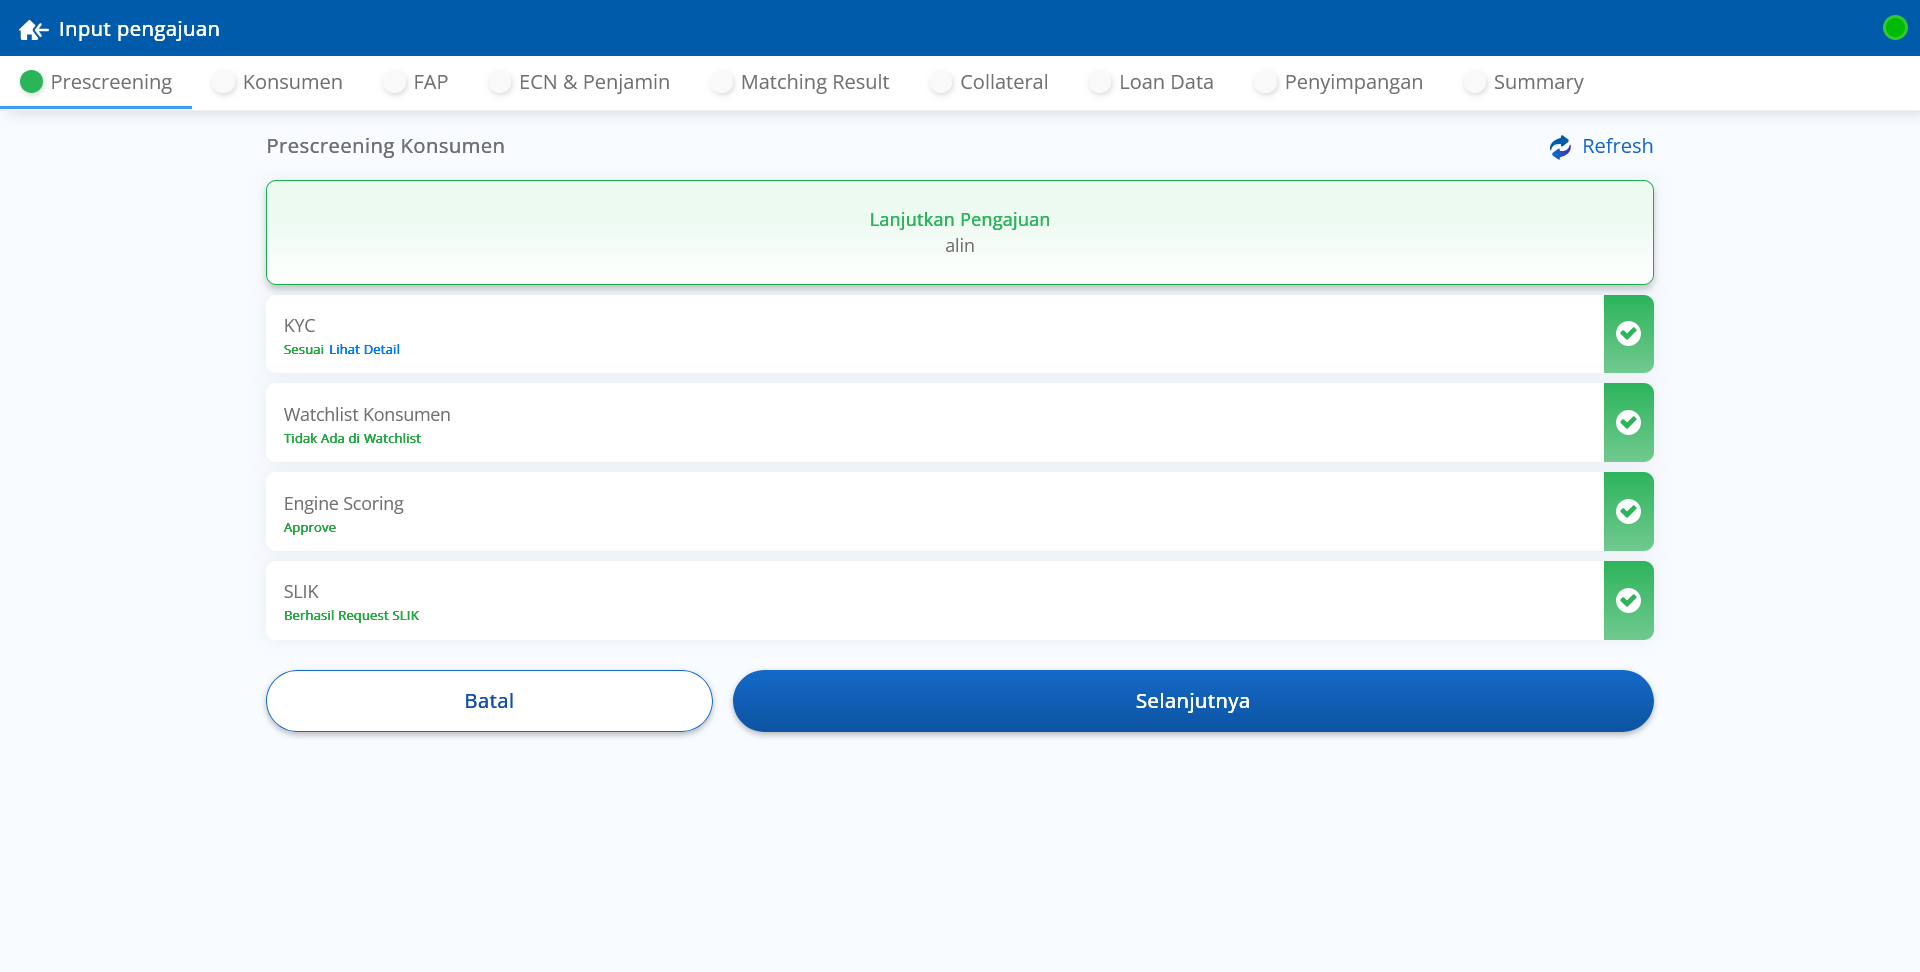 Input pengajuan
Prescreening Konsumen FAP ECN & Penjamin Matching Result Collateral Loan Data Penyimpangan Summary
Prescreening Konsumen
Refresh
Lanjutkan Pengajuan
alin
KYC
Sesuai Lihat Detail
Watchlist Konsumen
Tidak Ada di Watchlist
Engine Scoring
Approve
SLIK
Berhasil Request SLIK
Batal
Selanjutnya